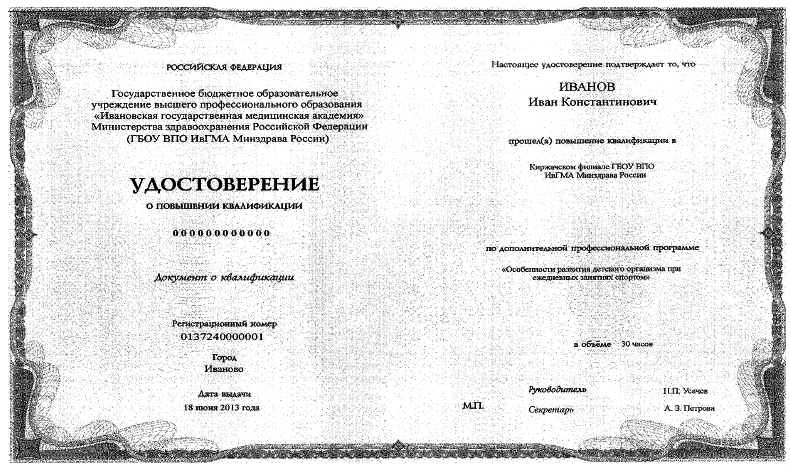 РОССИЙСКАЯ ФЕДЕРАЦИЯ
Государственное бюджетное образовательное
учреждение высшего профессионального образования
«Ивановская государственная медицинская академия»
Министерства здравоохранения Российской Федерации
(ГБОУ ВПО ИвГМА Минздрава России)
УДОСТОВЕРЕНИЕ
О ПОВЫШЕНИИ КВАЛИФИКАЦИИ
000000000000
Документ о квалификации
Регистрационный номер
0137240000001
Город
Иваново
Дата выдачи
18 июня 2013 года
Настоящее удостоверение подтверждает то, что
ИВАНОВ
Иван Константинович
прошел(а) повышение квалификации в
Киржачском филиале ГБОУ ВПО
ИвГМА Минздрава России
по дополнительной профессиональной программе
«Особенности развития детского организма при
ежедневных занятиях спортом»
в объёме 30 часов
Руководитель Н.П. Усачев
М.П. Секретарь А. З. Петрова